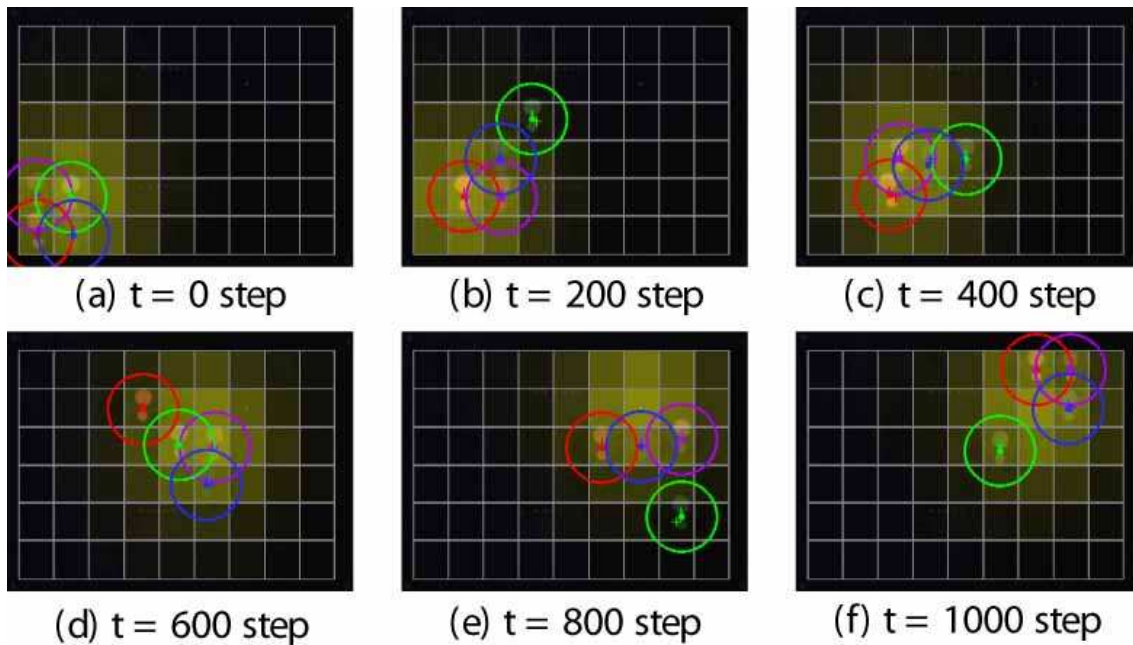 (a) t = 0 step
(b) t = 200 step
(c) t = 400 step
(d) t = 600 step
(e) t = 800 step
(f) t = 1000 step